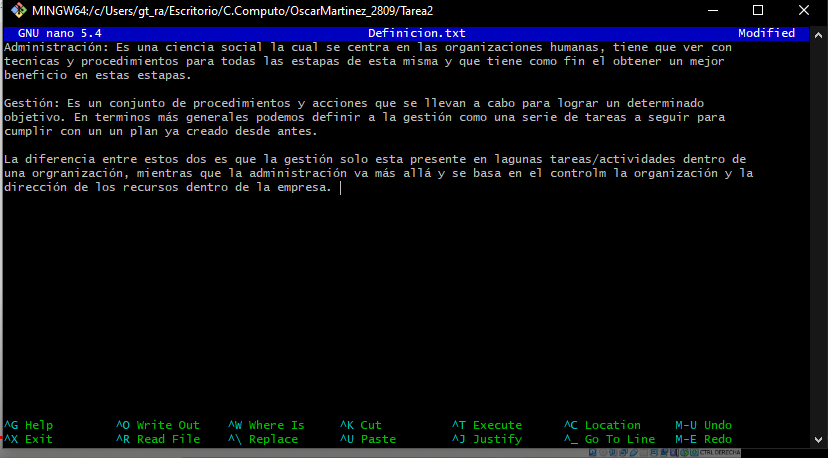 MINGW64:/c/Users/gt_ra/Escritorio/C.Computo/OscarMartinez_2809/Tarea2
GNU nano 5.4 Definicion.txt Modified
Administración: Es una ciencia social la cual se centra en las organizaciones humanas, tiene que ver con
tecnicas y procedimientos para todas las estapas de esta misma y que tiene como fin el obtener un mejor
beneficio en estas estapas.
Gestión: Es un conjunto de procedimientos y acciones que se llevan a cabo para lograr un determinado
objetivo. En terminos más generales podemos definir a la gestión como una serie de tareas a seguir para
cumplir con un un plan ya creado desde antes.
La diferencia entre estos dos es que la gestión solo esta presente en lagunas tareas/actividades dentro de
una orgranización, mientras que la administración va más allá y se basa en el controlm la organización y la
dirección de los recursos dentro de la empresa.
^G Help ^O Write Out ^W Where Is ^K Cut ^T Execute ^C Location M-U Undo
^X Exit ^R Read File ^\ Replace ^U Paste ^J Justify ^_ Go To Line M-E Redo
CTRL DERECHA